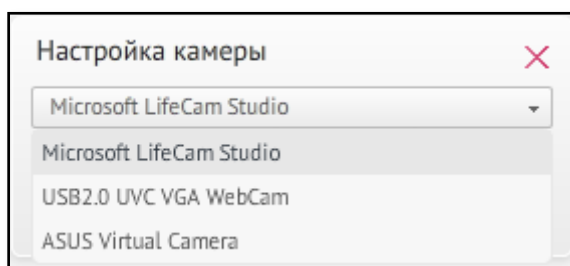 Настройка камеры
Microsoft LifeCam Studio
Microsoft LifeCam Studio
USB2.0 UVC VGA WebCam
ASUS Virtual Camera